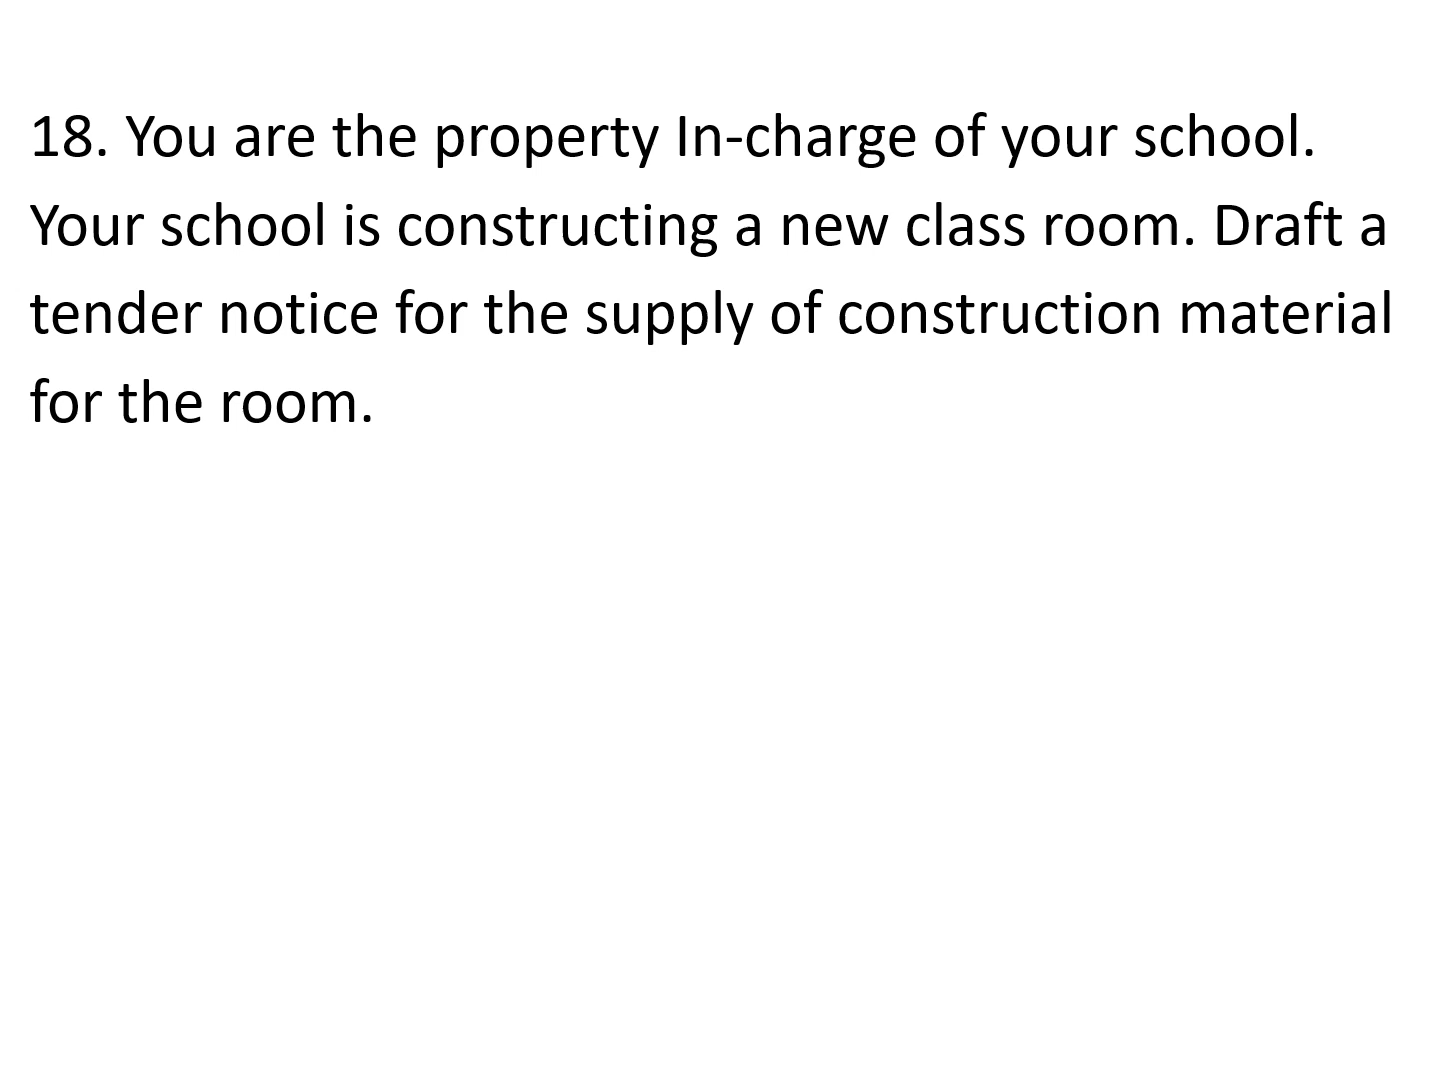 18. You are the property In-charge of your school.
Your school is constructing a new class room. Draft a
tender notice for the supply of construction material
for the room.